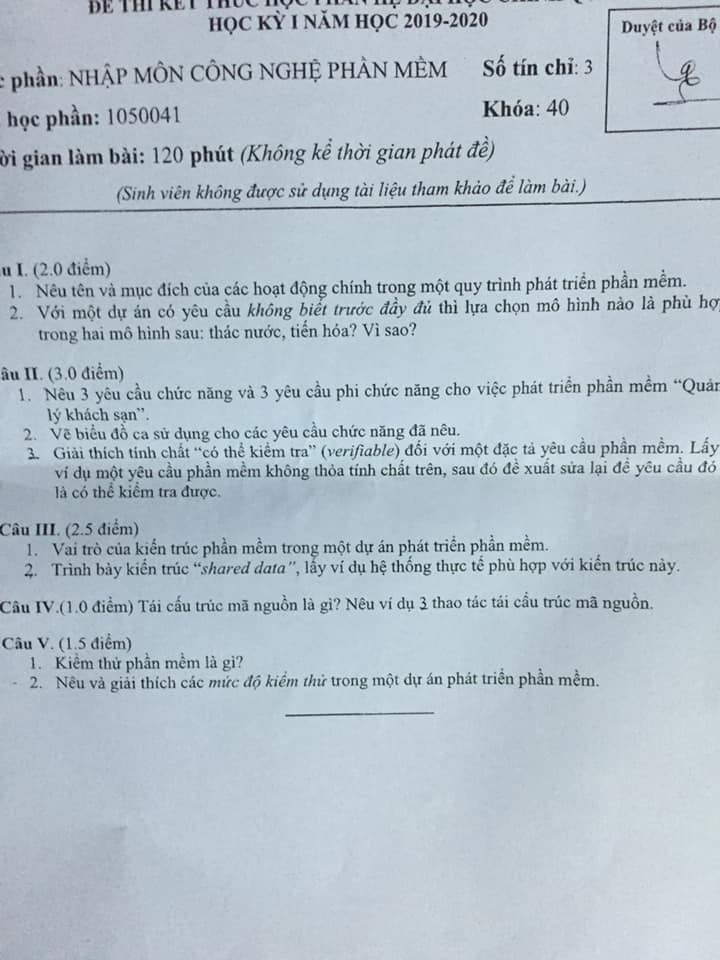 ĐỀ THI KẾT THÚC HỌC PHẦN HỆ ĐẠI HỌC
HỌC KỲ I NĂM HỌC 2019-2020
Duyệt của Bộ
phần: NHẬP MÔN CÔNG NGHỆ PHẦN MỀM Số tín chỉ: 3
học phần: 1050041 Khóa: 40
ời gian làm bài: 120 phút (Không kể thời gian phát đề)
(Sinh viên không được sử dụng tài liệu tham khảo để làm bài.)
u I. (2.0 điểm)
1. Nêu tên và mục đích của các hoạt động chính trong một quy trình phát triển phần mềm.
2. Với một dự án có yêu cầu không biết trước đầy đủ thì lựa chọn mô hình nào là phù hợ
trong hai mô hình sau: thác nước, tiến hóa? Vì sao?
âu II. (3.0 điểm)
1. Nêu 3 yêu cầu chức năng và 3 yêu cầu phi chức năng cho việc phát triển phần mềm “Quản
lý khách sạn”.
2. Vẽ biểu đồ ca sử dụng cho các yêu cầu chức năng đã nêu.
3. Giải thích tính chất “có thể kiểm tra” (verifiable) đối với một đặc tả yêu cầu phần mềm. Lấy
ví dụ một yêu cầu phần mềm không thỏa tính chất trên, sau đó đề xuất sửa lại để yêu cầu đó
là có thể kiểm tra được.
Câu III. (2.5 điểm)
1. Vai trò của kiến trúc phần mềm trong một dự án phát triển phần mềm.
2. Trình bày kiến trúc “shared data”, lấy ví dụ hệ thống thực tế phù hợp với kiến trúc này.
Câu IV.(1.0 điểm) Tái cấu trúc mã nguồn là gì? Nêu ví dụ 3 thao tác tái cấu trúc mã nguồn.
Câu V. (1.5 điểm)
1. Kiểm thử phần mềm là gì?
- 2. Nêu và giải thích các mức độ kiểm thử trong một dự án phát triển phần mềm.